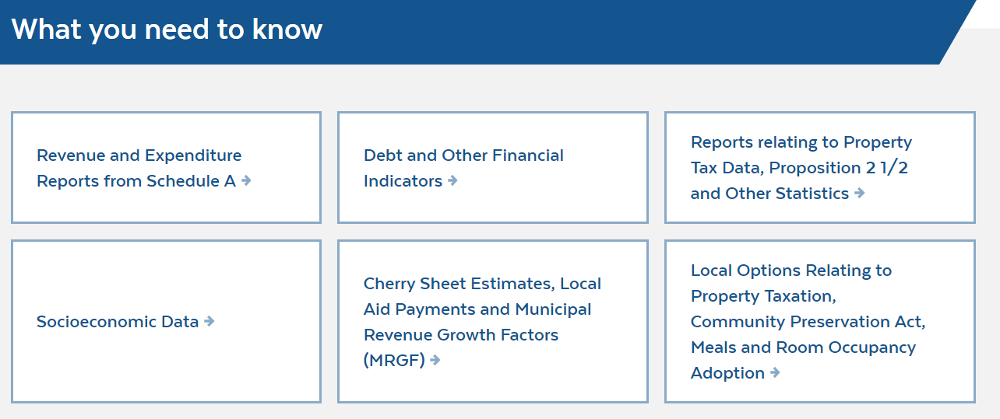 What you need to know
Revenue and Expenditure
Reports from Schedule A
Debt and Other Financial
Indicators
Reports relating to Property
Tax Data, Proposition 2 1/2
and Other Statistics
Socioeconomic Data
Cherry Sheet Estimates, Local
Aid Payments and Municipal
Revenue Growth Factors
(MRGF)
Local Options Relating to
Property Taxation,
Community Preservation Act,
Meals and Room Occupancy
Adoption